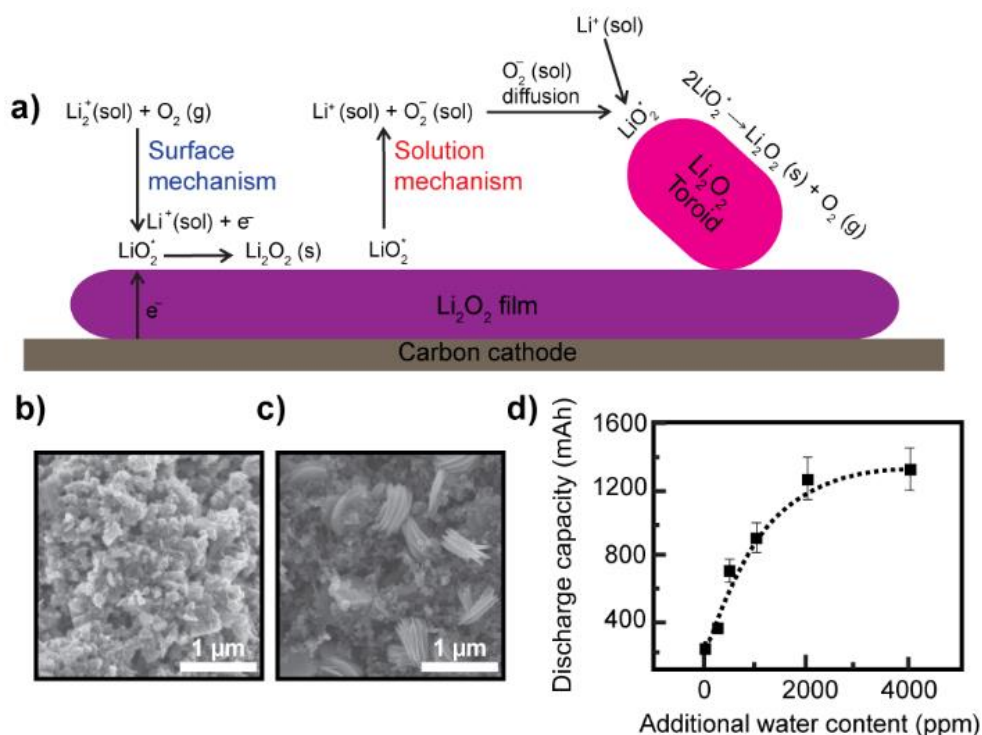 a)
Li₂⁺(sol) + O₂ (g)
Surface
mechanism
Li⁺(sol) + e⁻
LiO₂*
Li₂O₂ (s)
e⁻
Li⁺ (sol) + O₂⁻ (sol)
Solution
mechanism
LiO₂*
O₂⁻ (sol)
diffusion
Li⁺ (sol)
LiO₂*
2LiO₂* → Li₂O₂ (s) + O₂ (g)
Li₂O₂
Toroid
Li₂O₂ film
Carbon cathode
b)
1 µm
c)
1 µm
d)
Discharge capacity (mAh)
1600
1200
800
400
0
2000
4000
Additional water content (ppm)